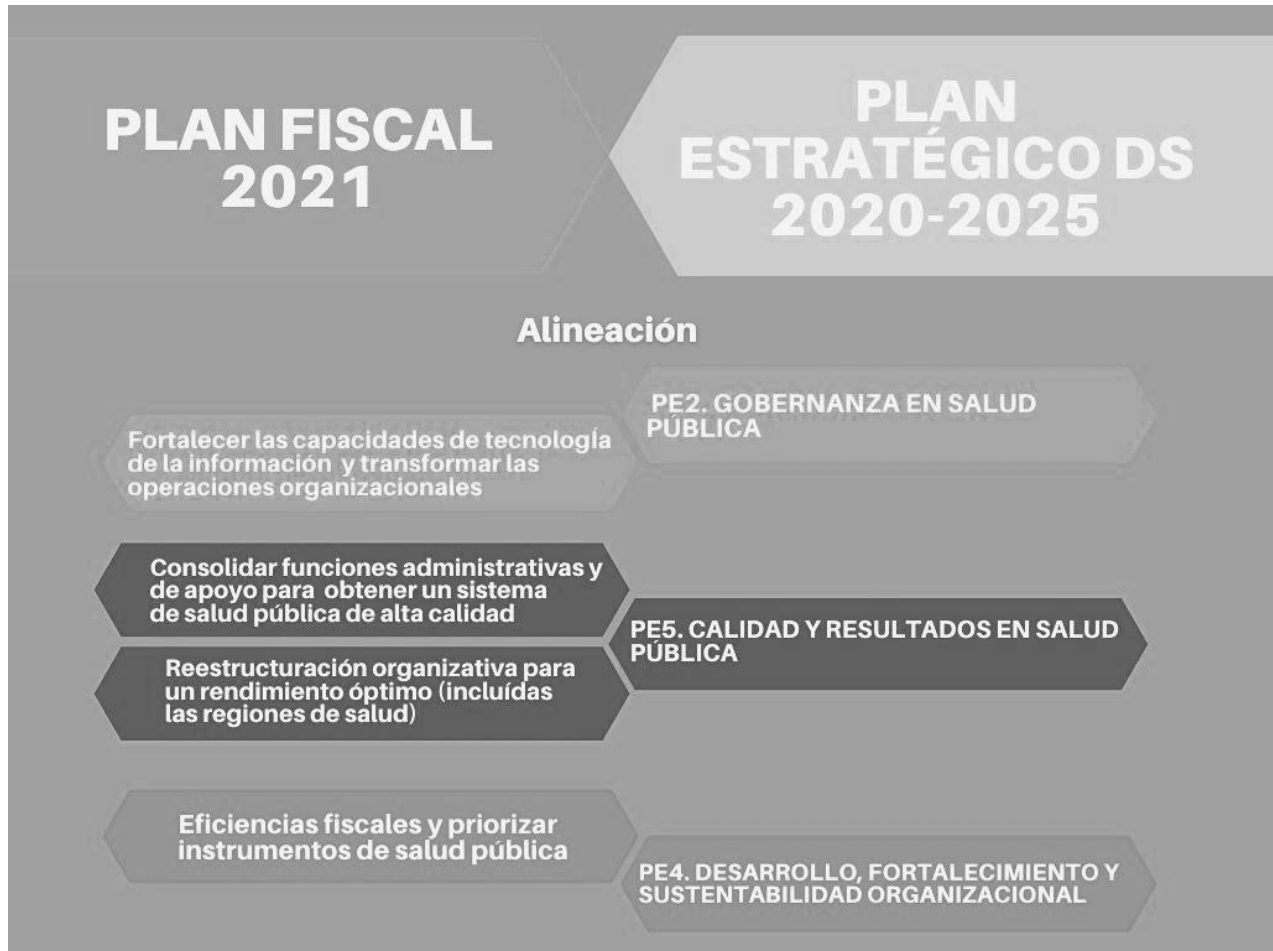 PLAN FISCAL
2021
PLAN
ESTRATÉGICO DS
2020-2025
Alineación
PE2. GOBERNANZA EN SALUD
PÚBLICA
Fortalecer las capacidades de tecnología
de la información y transformar las
operaciones organizacionales
Consolidar funciones administrativas y
de apoyo para obtener un sistema
de salud pública de alta calidad
PE5. CALIDAD Y RESULTADOS EN SALUD
PÚBLICA
Reestructuración organizativa para
un rendimiento óptimo (incluídas
las regiones de salud)
Eficiencias fiscales y priorizar
instrumentos de salud pública
PE4. DESARROLLO, FORTALECIMIENTO Y
SUSTENTABILIDAD ORGANIZACIONAL